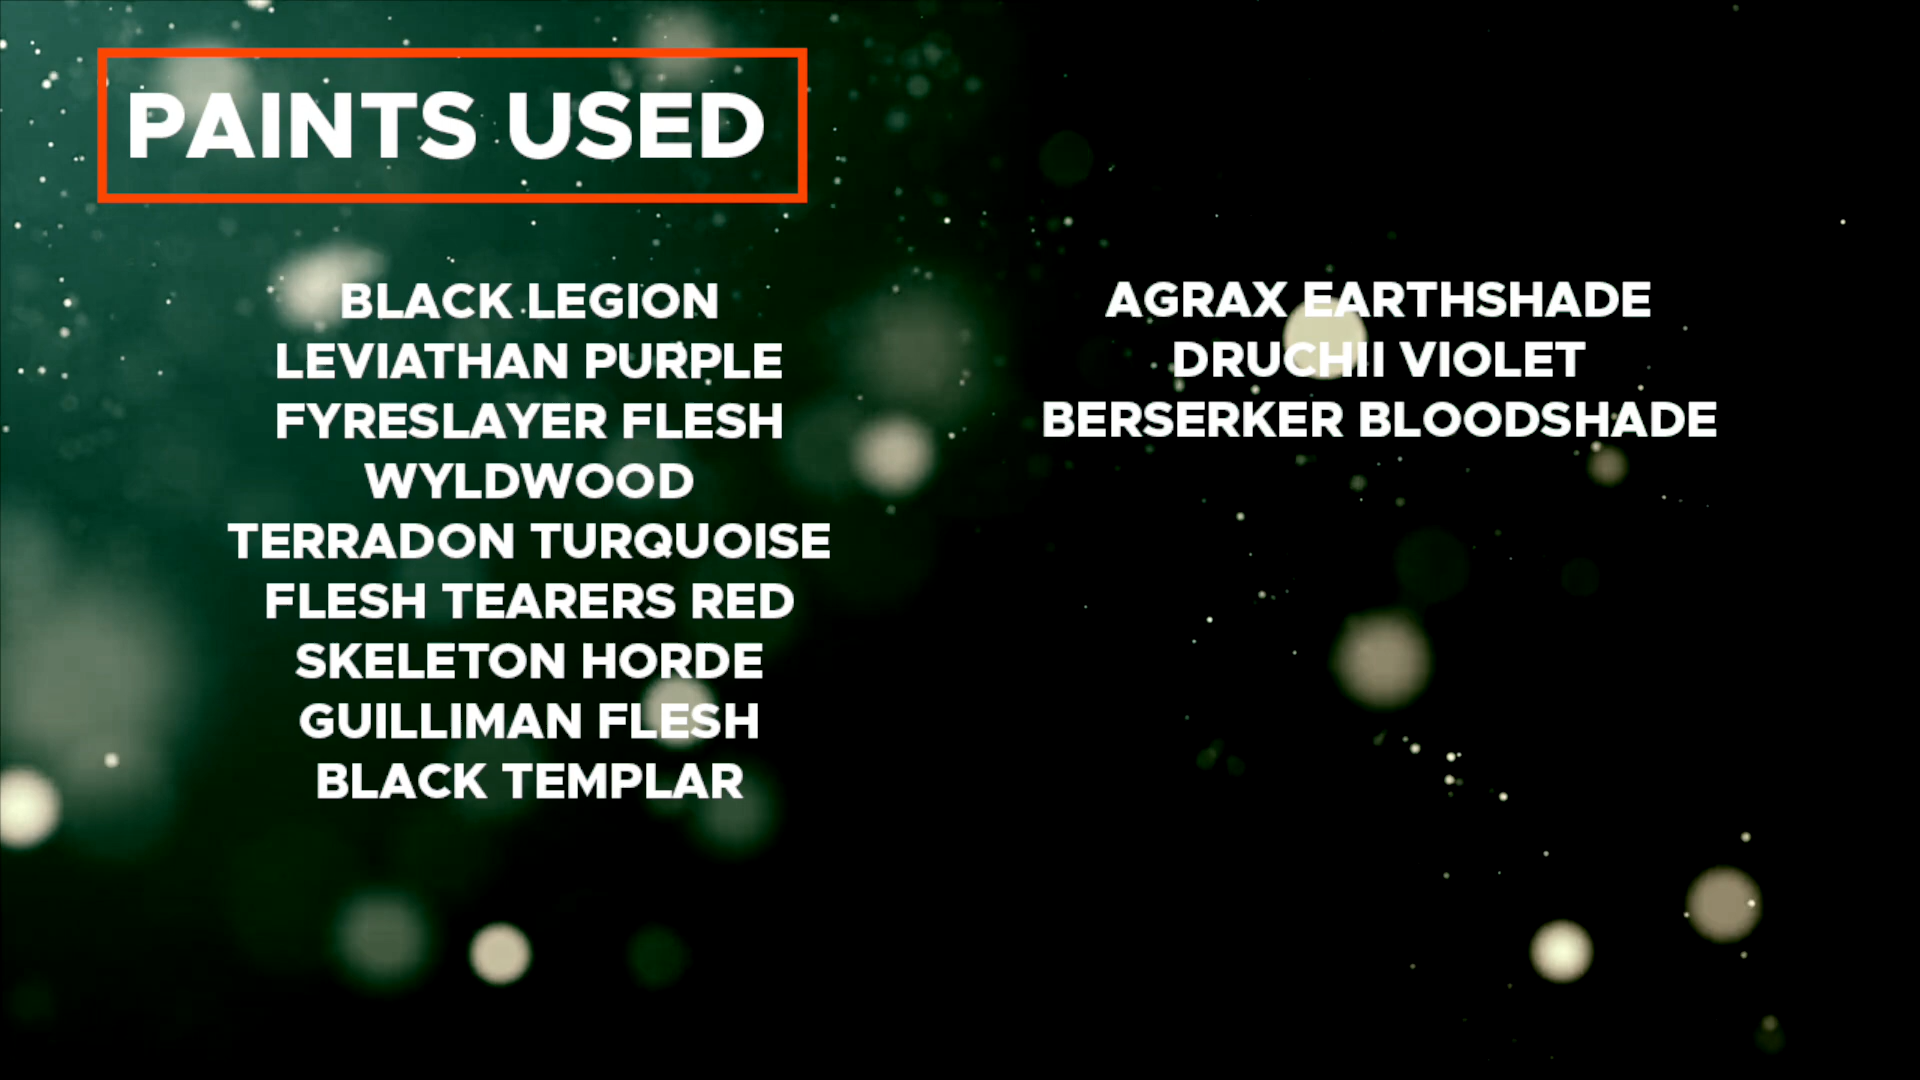 PAINTS USED
BLACK LEGION
LEVIATHAN PURPLE
FYRESLAYER FLESH
WYLDWOOD
TERRADON TURQUOISE
FLESH TEARERS RED
SKELETON HORDE
GUILLIMAN FLESH
BLACK TEMPLAR
AGRAX EARTHSHADE
DRUCHII VIOLET
BERSERKER BLOODSHADE